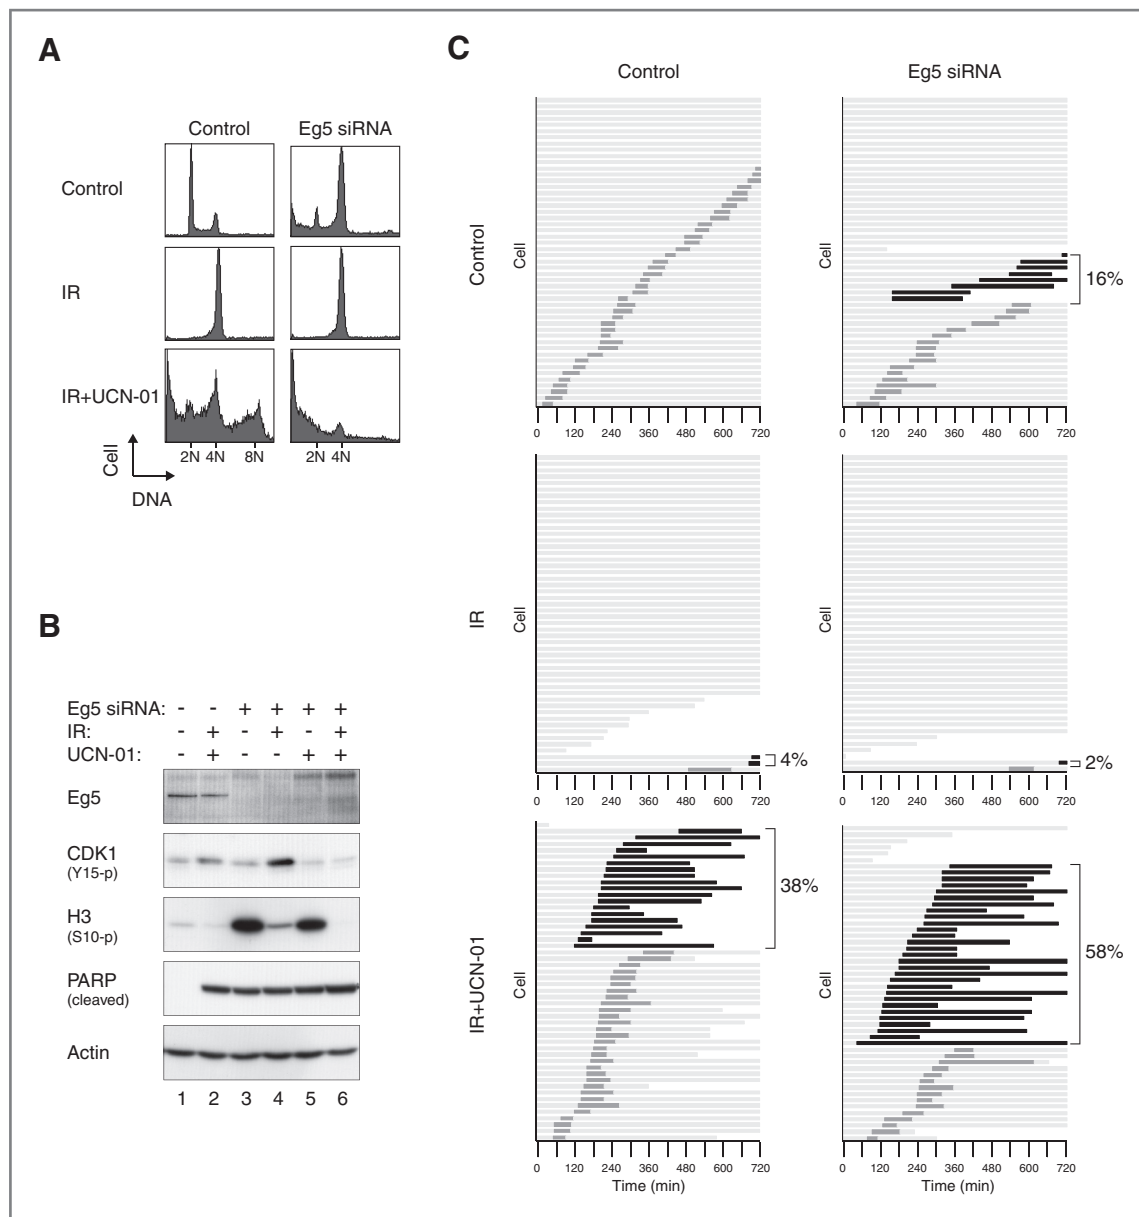 A
Control
Eg5 siRNA
Control
IR
IR+UCN-01
Cell
2N 4N 8N
2N 4N
DNA
B
Eg5 siRNA: - - + + + +
IR: - + - + - +
UCN-01: - + - - + +
Eg5
CDK1
(Y15-p)
H3
(S10-p)
PARP
(cleaved)
Actin
1 2 3 4 5 6
C
Control
Eg5 siRNA
Control
Cell
0 120 240 360 480 600 720
Cell
16%
0 120 240 360 480 600 720
IR
Cell
4%
0 120 240 360 480 600 720
Cell
2%
0 120 240 360 480 600 720
IR+UCN-01
Cell
38%
0 120 240 360 480 600 720
Time (min)
Cell
58%
0 120 240 360 480 600 720
Time (min)